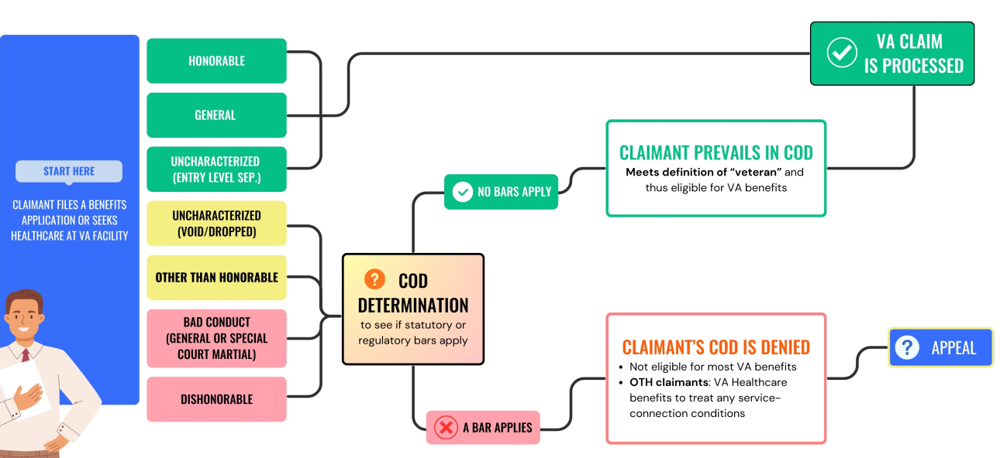 START HERE
CLAIMANT FILES A BENEFITS
APPLICATION OR SEEKS
HEALTHCARE AT VA FACILITY
HONORABLE
GENERAL
UNCHARACTERIZED
(ENTRY LEVEL SEP.)
UNCHARACTERIZED
(VOID/DROPPED)
OTHER THAN HONORABLE
BAD CONDUCT
(GENERAL OR SPECIAL
COURT MARTIAL)
DISHONORABLE
? COD
DETERMINATION
to see if statutory or
regulatory bars apply
NO BARS APPLY
CLAIMANT PREVAILS IN COD
Meets definition of “veteran” and
thus eligible for VA benefits
VA CLAIM
IS PROCESSED
A BAR APPLIES
CLAIMANT’S COD IS DENIED
• Not eligible for most VA benefits
• OTH claimants: VA Healthcare
benefits to treat any service-
connection conditions
? APPEAL